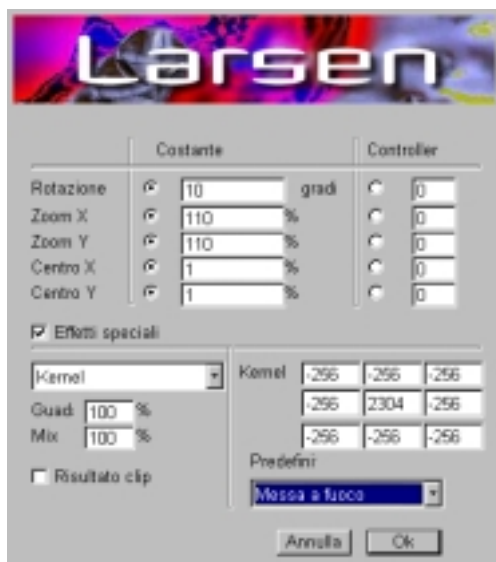 Larsen
Costante Controller
Rotazione 10 gradi 0
Zoom X 110 % 0
Zoom Y 110 % 0
Centro X 1 % 0
Centro Y 1 % 0
Effetti speciali
Kernel
Guad 100 %
Mix 100 %
Risultato clip
Kernel -256 -256 -256
-256 2304 -256
-256 -256 -256
Predefini
Messa a fuoco
Annulla Ok